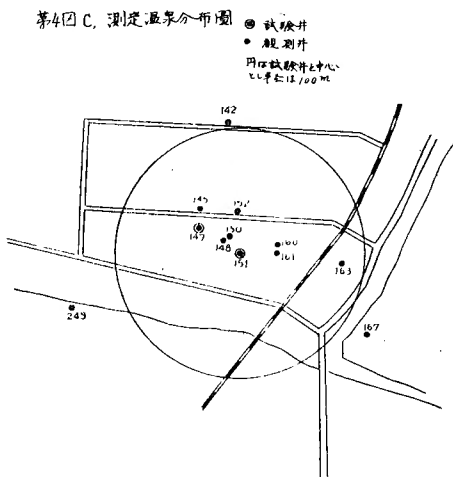 第4図C, 測定温泉分布圖
◉ 試験井
● 観測井
円は試験井を中心
とし半径は100m
142
145
152
147
150
148
160
151
161
163
249
167